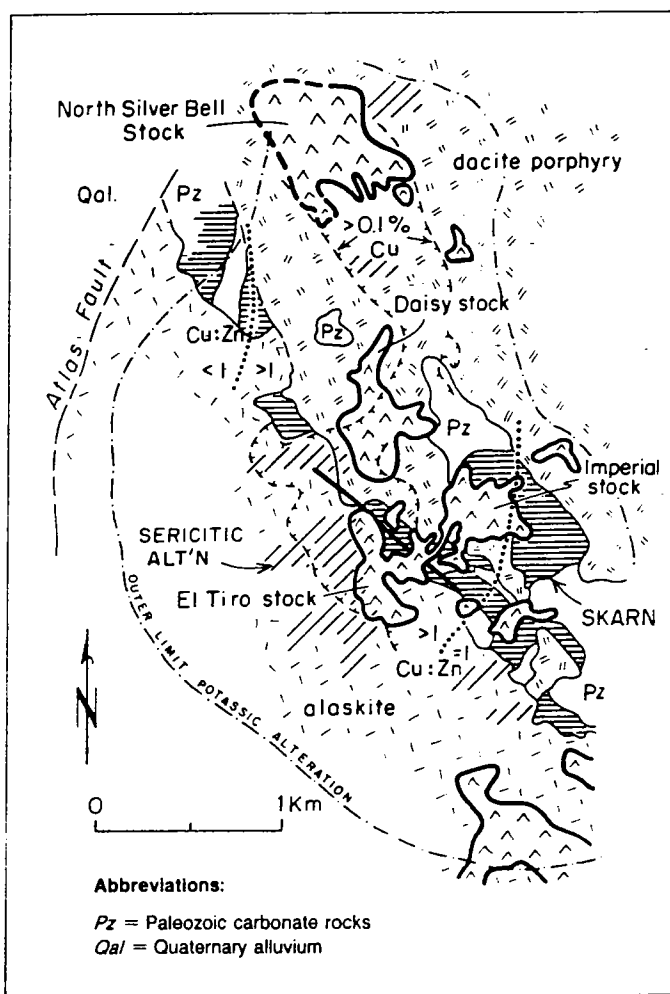 North Silver Bell
Stock
dacite porphyry
Qal.
Pz
>0.1%
Cu
Atlas Fault
Daisy stock
Pz
Cu:Zn
<1 >1
Pz
Imperial
stock
SERICITIC
ALT'N
El Tiro stock
SKARN
>1
Cu:Zn=1
Pz
OUTER LIMIT POTASSIC ALTERATION
alaskite
N
0 1Km
Abbreviations:
Pz = Paleozoic carbonate rocks
Qal = Quaternary alluvium